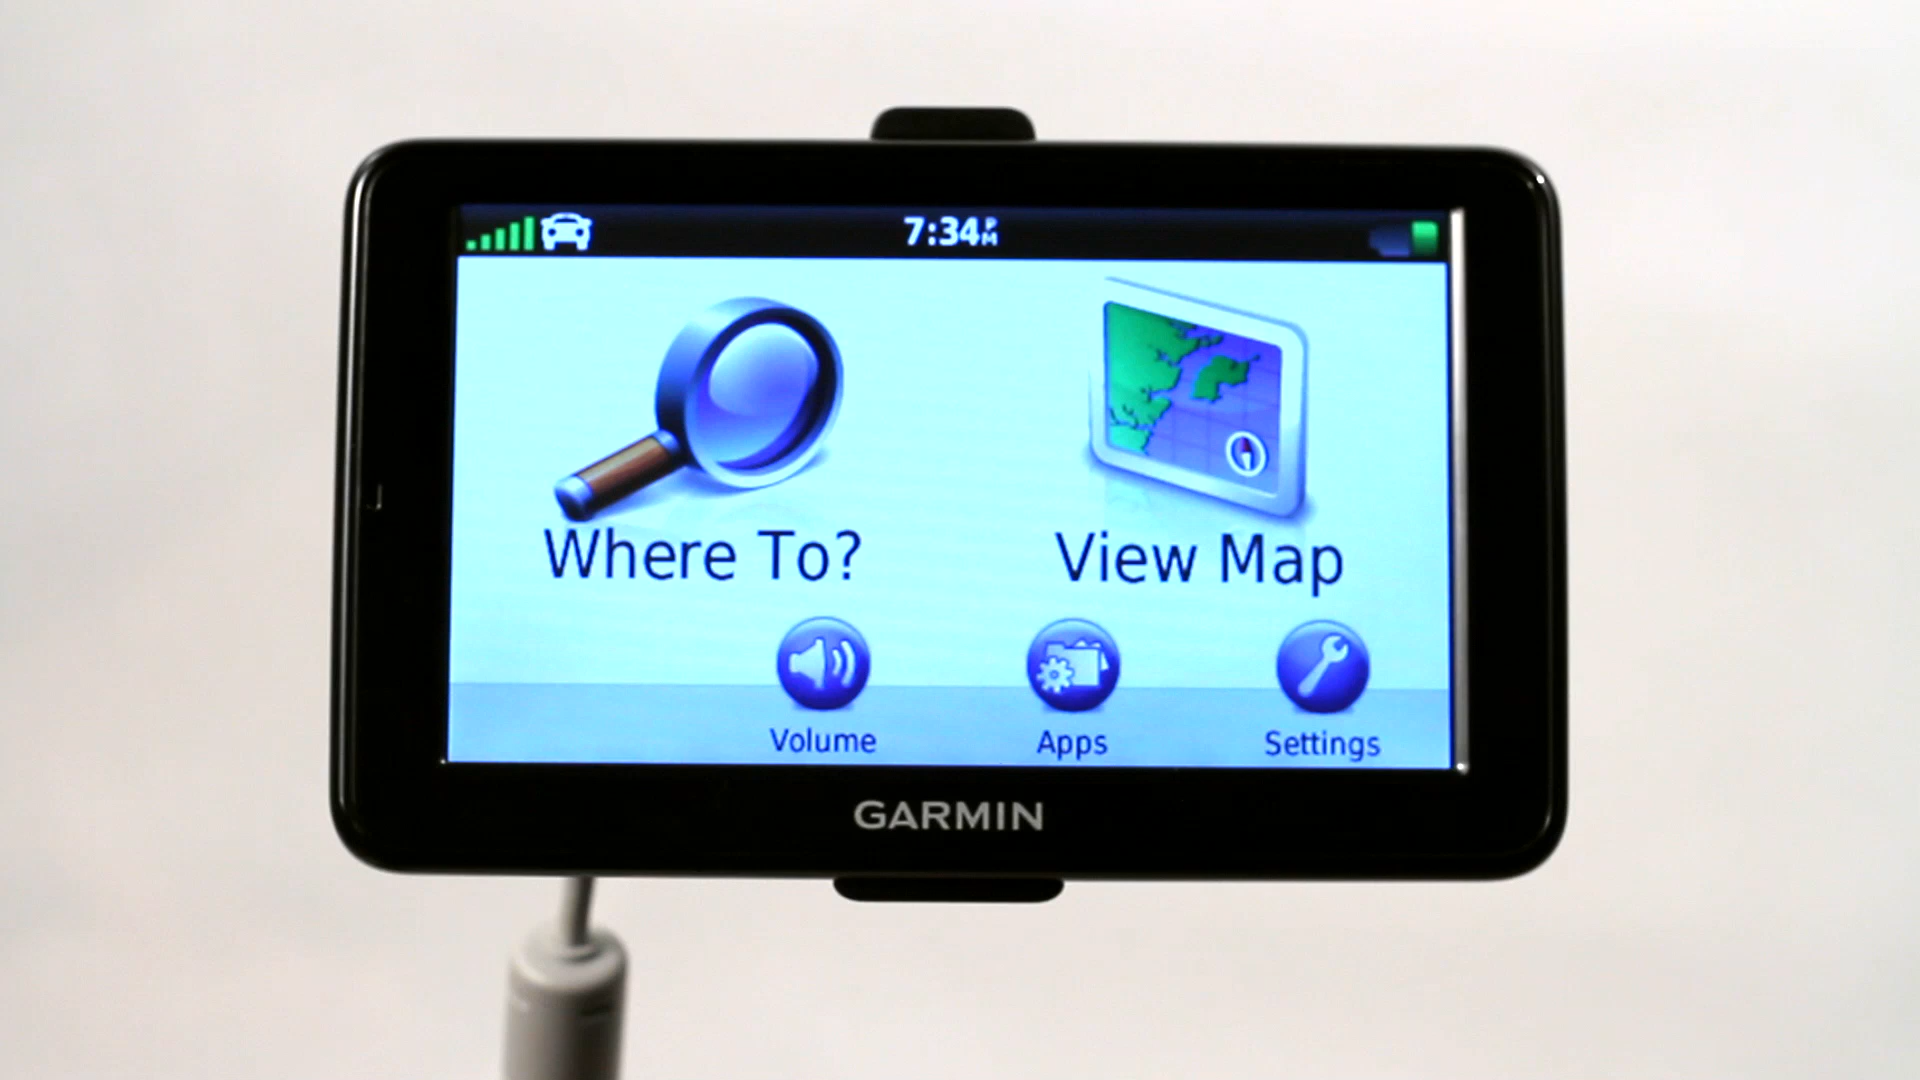 7:34 PM
Where To?
View Map
Volume
Apps
Settings
GARMIN